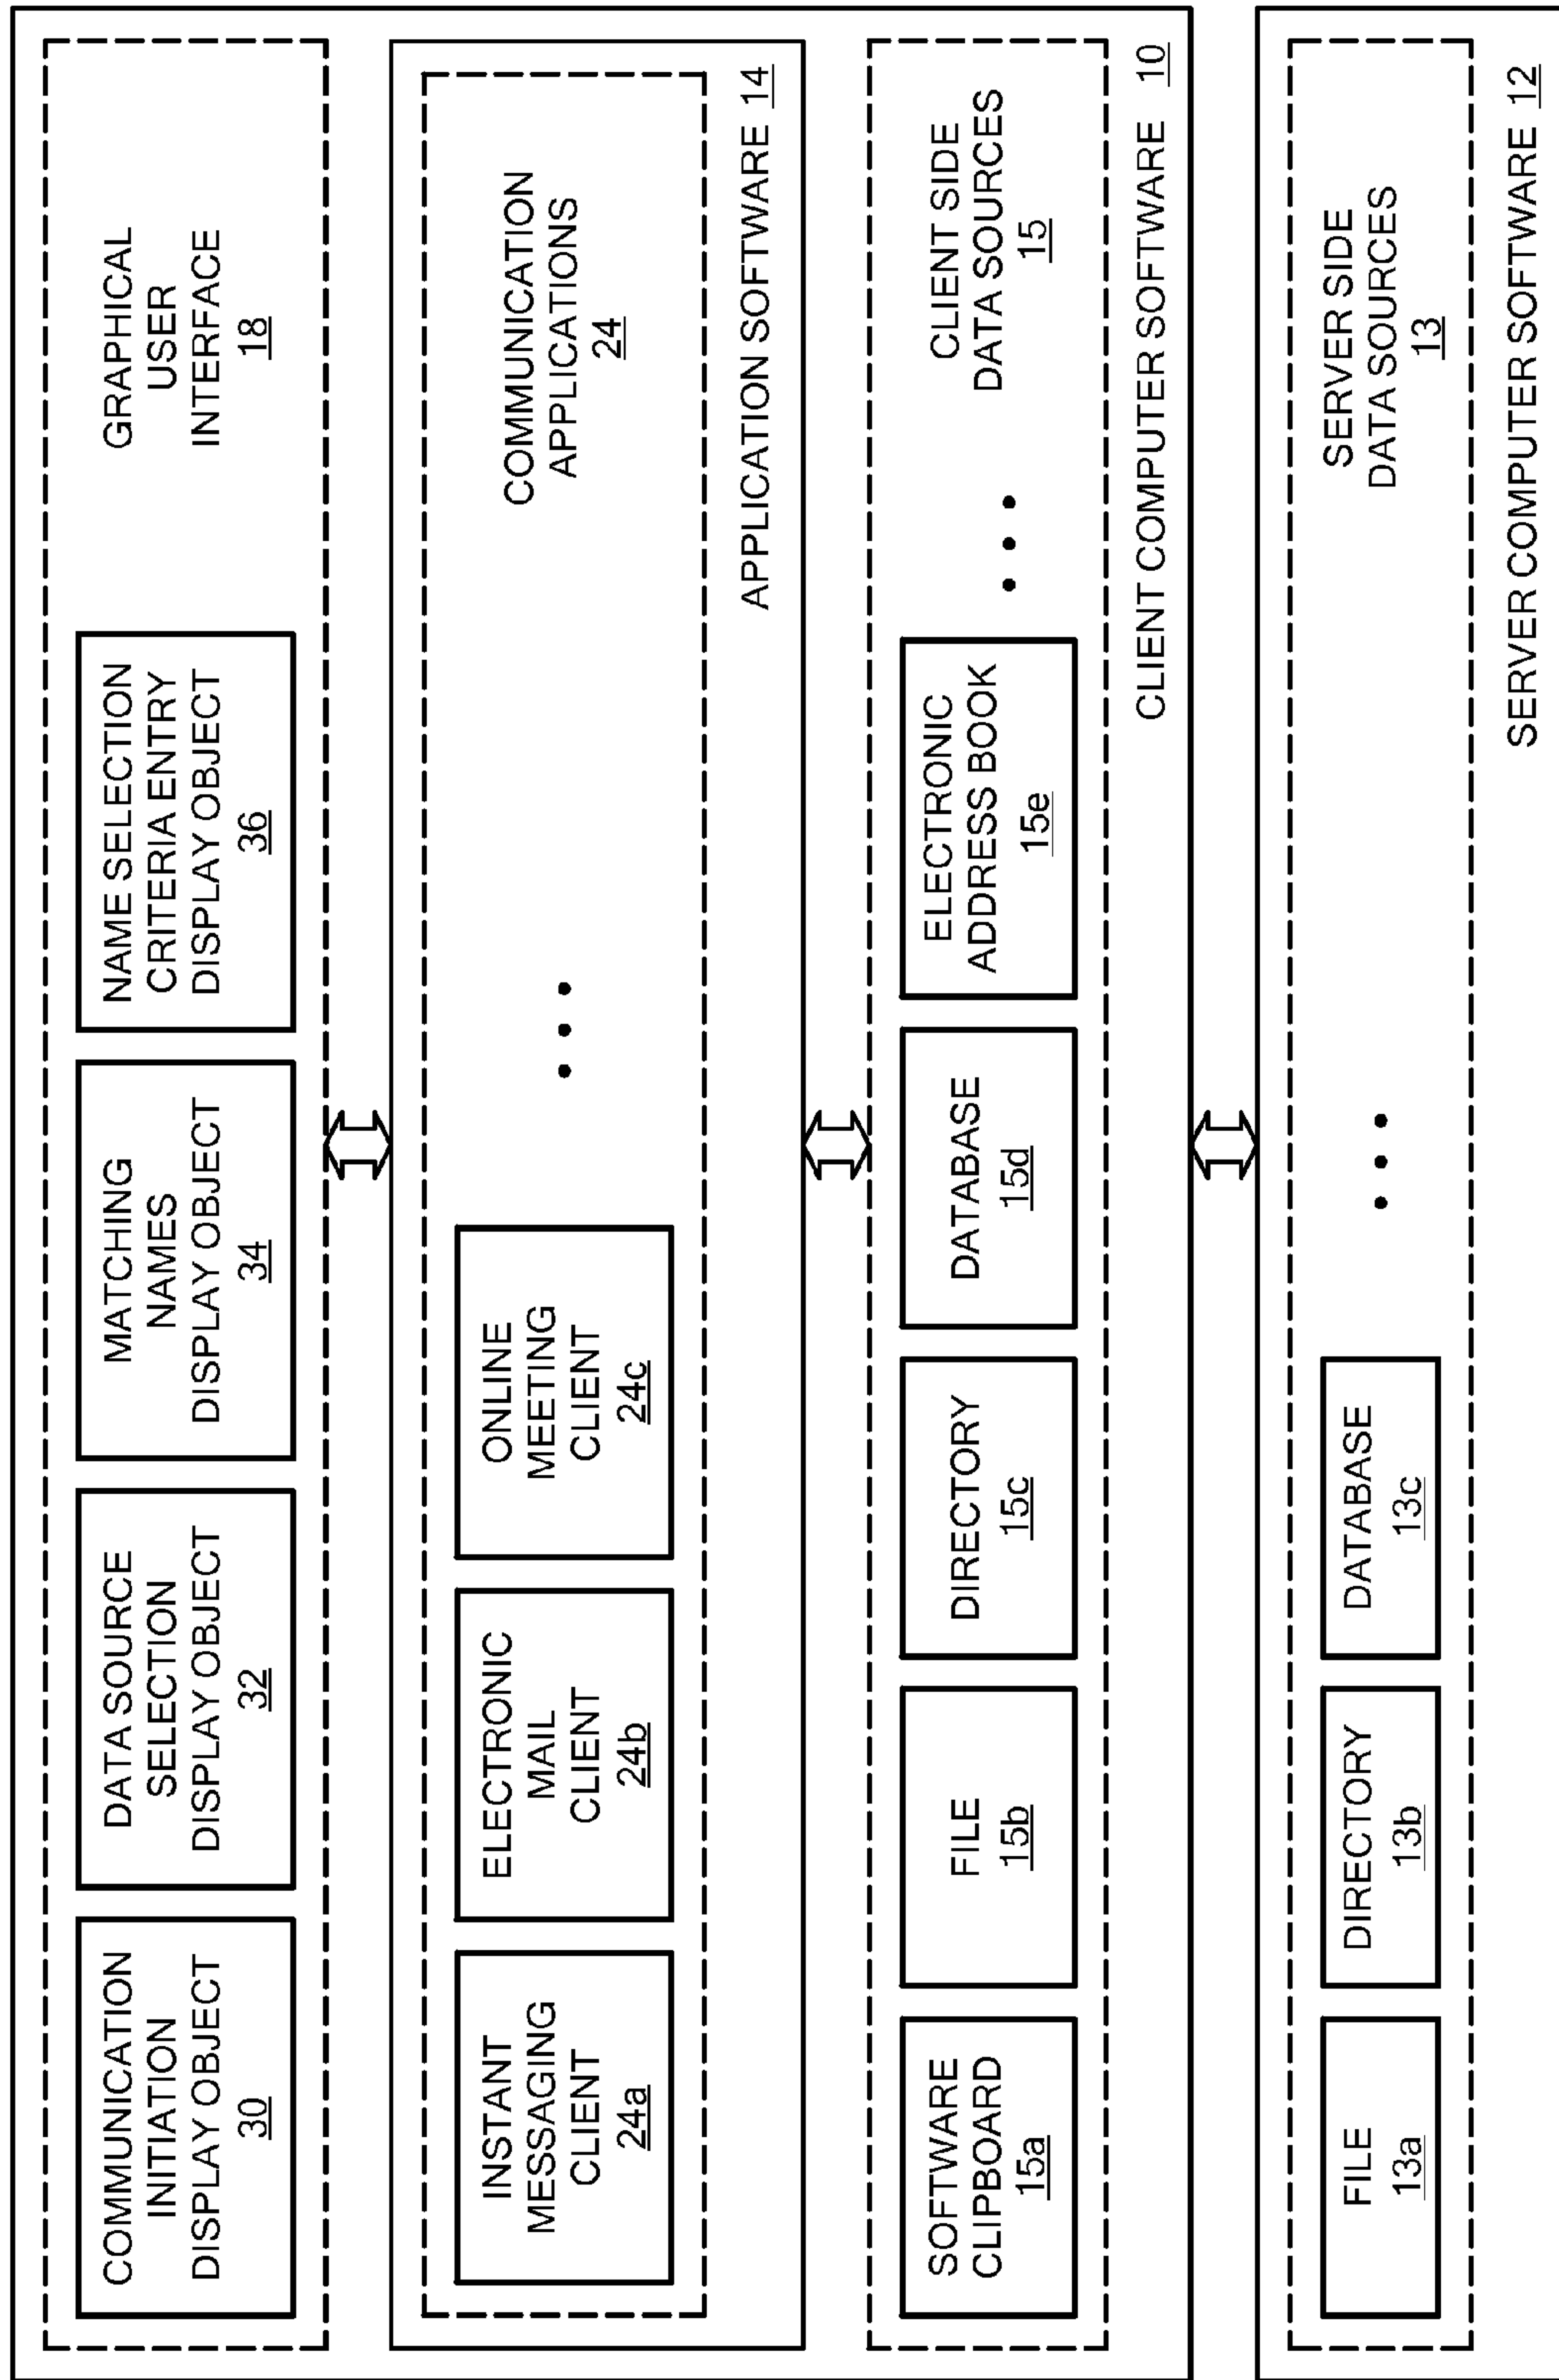 COMMUNICATION
INITIATION
DISPLAY OBJECT
30
DATA SOURCE
SELECTION
DISPLAY OBJECT
32
MATCHING
NAMES
DISPLAY OBJECT
34
NAME SELECTION
CRITERIA ENTRY
DISPLAY OBJECT
36
GRAPHICAL
USER
INTERFACE
18
INSTANT
MESSAGING
CLIENT
24a
ELECTRONIC
MAIL
CLIENT
24b
ONLINE
MEETING
CLIENT
24c
• • •
COMMUNICATION
APPLICATIONS
24
APPLICATION SOFTWARE 14
SOFTWARE
CLIPBOARD
15a
FILE
15b
DIRECTORY
15c
DATABASE
15d
ELECTRONIC
ADDRESS BOOK
15e
• • •
CLIENT SIDE
DATA SOURCES
15
CLIENT COMPUTER SOFTWARE 10
FILE
13a
DIRECTORY
13b
DATABASE
13c
• • •
SERVER SIDE
DATA SOURCES
13
SERVER COMPUTER SOFTWARE 12